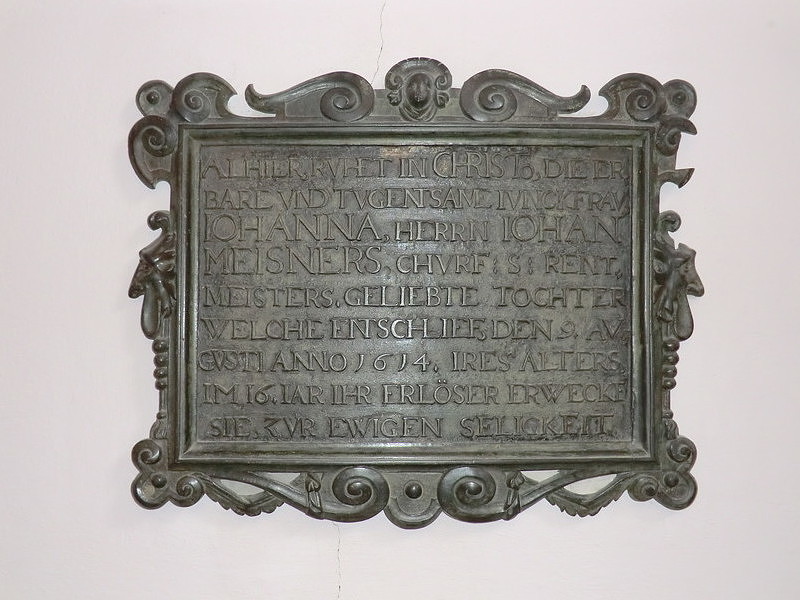 ALHIER, RVHET IN CHRISTO, DIE ER
BARE VND TVGENTSAME IVNCKFRAV,
IOHANNA, HERRN IOHAN
MEISNERS, CHVRF: S: RENT,
MEISTERS, GELIEBTE TOCHTER
WELCHE ENTSCHLIEF, DEN 9. AV,
GVSTI ANNO 1614. IRES ALTERS,
IM 16. IAR IHR ERLÖSER ERWECKE
SIE, ZVR EWIGEN SELIGKEIT.